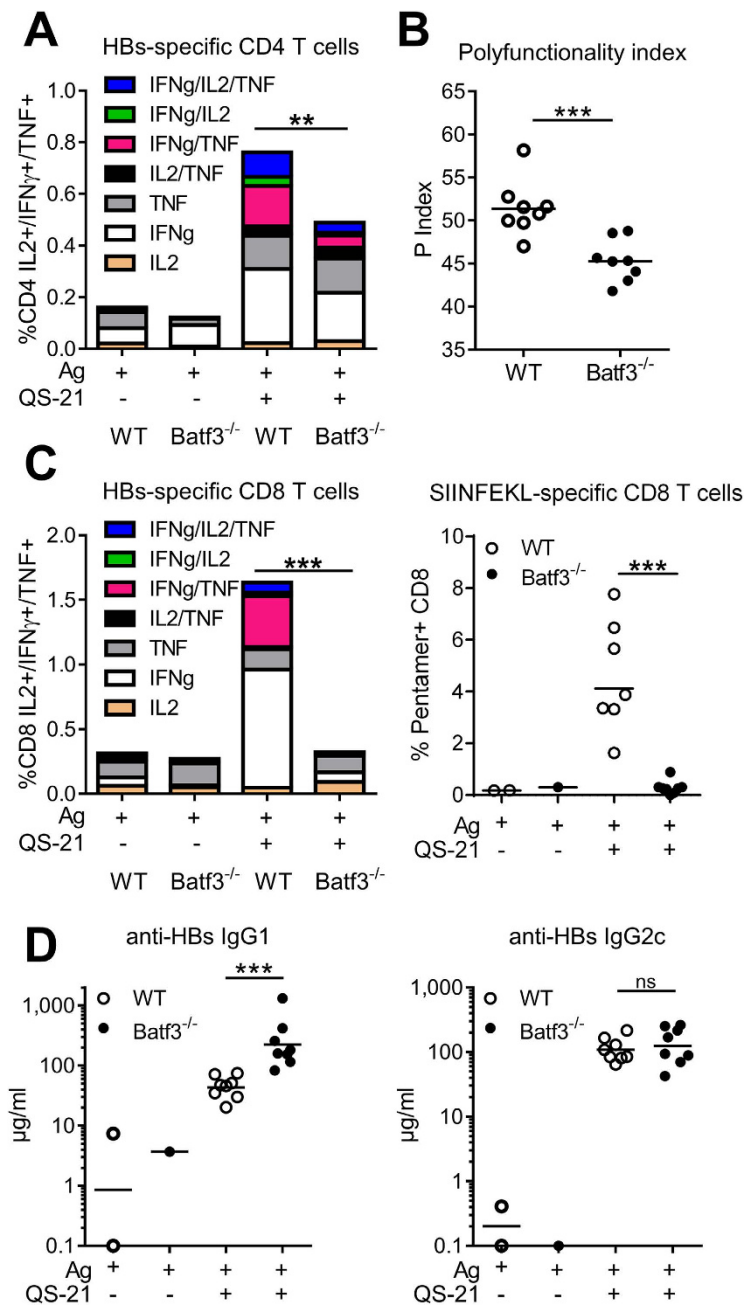 A
HBs-specific CD4 T cells
%CD4 IL2+/IFNγ+/TNF+
1.0
0.8
0.6
0.4
0.2
0.0
IFNg/IL2/TNF
IFNg/IL2
IFNg/TNF
IL2/TNF
TNF
IFNg
IL2
**
Ag + + + +
QS-21 - - + +
WT Batf3-/- WT Batf3-/-
B
Polyfunctionality index
P Index
65
60
55
50
45
40
35
***
WT Batf3-/-
C
HBs-specific CD8 T cells
%CD8 IL2+/IFNγ+/TNF+
2.0
1.5
1.0
0.5
0.0
IFNg/IL2/TNF
IFNg/IL2
IFNg/TNF
IL2/TNF
TNF
IFNg
IL2
***
Ag + + + +
QS-21 - - + +
WT Batf3-/- WT Batf3-/-
SIINFEKL-specific CD8 T cells
% Pentamer+ CD8
10
8
6
4
2
0
WT
Batf3-/-
***
Ag + + + +
QS-21 - - + +
D
anti-HBs IgG1
µg/ml
1,000
100
10
1
0.1
WT
Batf3-/-
***
Ag + + + +
QS-21 - - + +
anti-HBs IgG2c
µg/ml
1,000
100
10
1
0.1
WT
Batf3-/-
ns
Ag + + + +
QS-21 - - + +